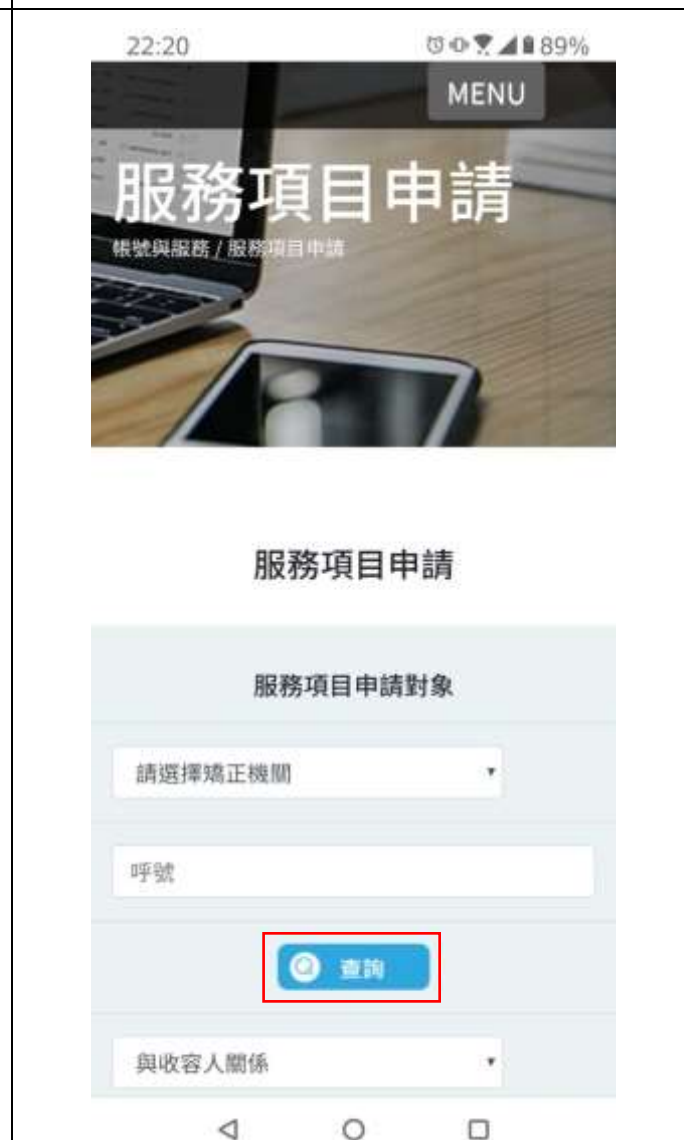 22:20
89%
MENU
服務項目申請
帳號與服務 / 服務項目申請
服務項目申請
服務項目申請對象
請選擇矯正機關
呼號
查詢
與收容人關係